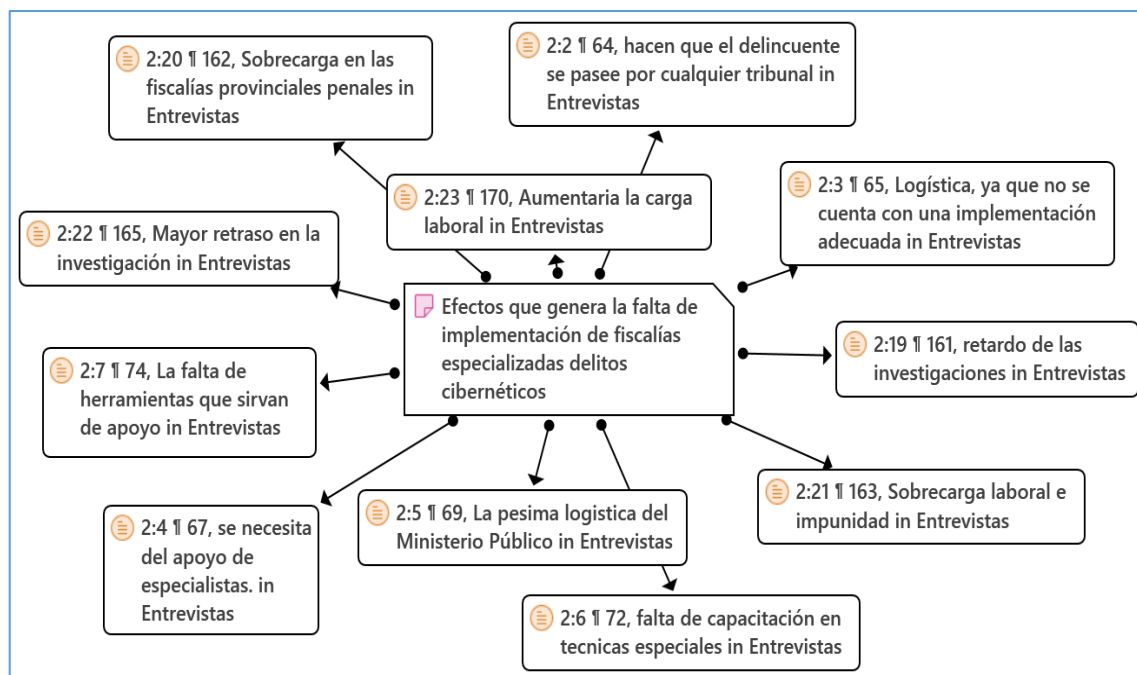 2:20 ¶ 162, Sobrecarga en las
fiscalías provinciales penales in
Entrevistas
2:2 ¶ 64, hacen que el delincuente
se pasee por cualquier tribunal in
Entrevistas
2:23 ¶ 170, Aumentaria la carga
laboral in Entrevistas
2:3 ¶ 65, Logística, ya que no se
cuenta con una implementación
adecuada in Entrevistas
2:22 ¶ 165, Mayor retraso en la
investigación in Entrevistas
Efectos que genera la falta de
implementación de fiscalías
especializadas delitos
cibernéticos
2:19 ¶ 161, retardo de las
investigaciones in Entrevistas
2:7 ¶ 74, La falta de
herramientas que sirvan
de apoyo in Entrevistas
2:21 ¶ 163, Sobrecarga laboral e
impunidad in Entrevistas
2:5 ¶ 69, La pesima logistica del
Ministerio Público in Entrevistas
2:4 ¶ 67, se necesita
del apoyo de
especialistas. in
Entrevistas
2:6 ¶ 72, falta de capacitación en
tecnicas especiales in Entrevistas